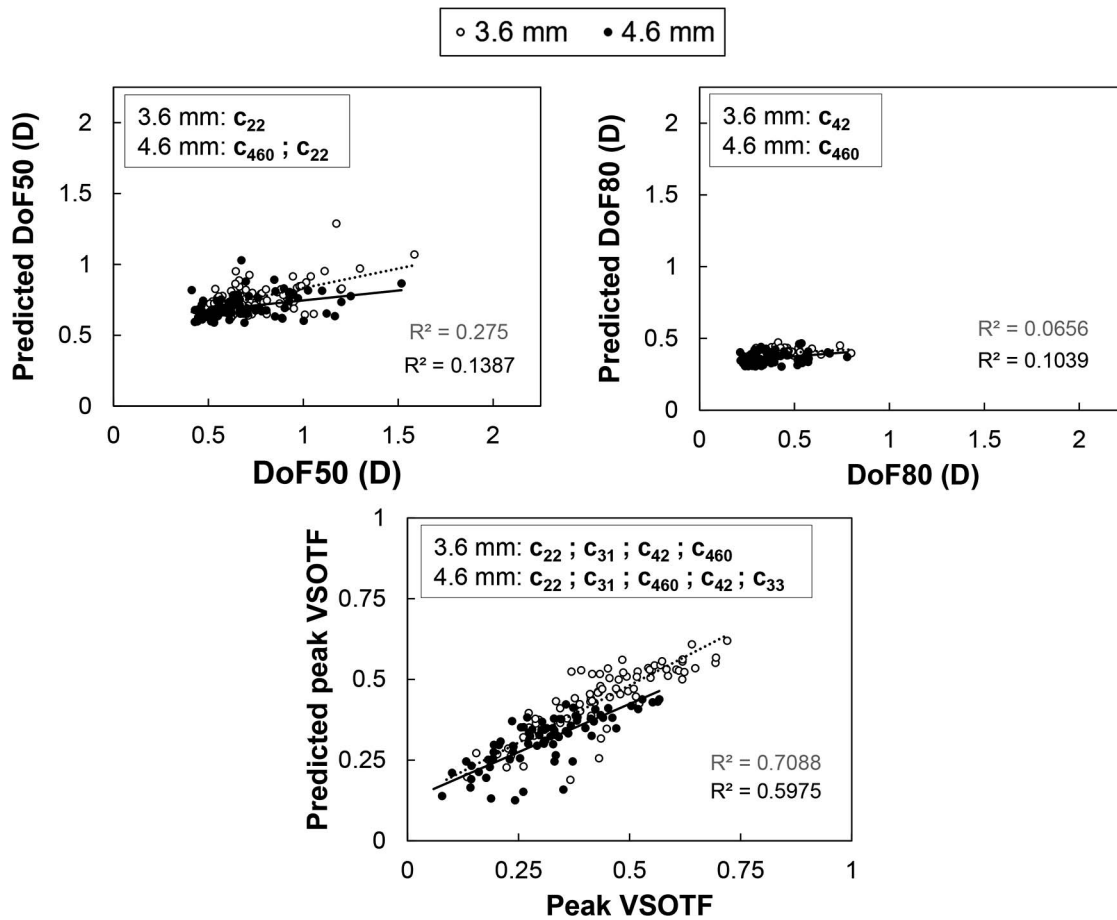 3.6 mm 4.6 mm
3.6 mm: c22
4.6 mm: c460 ; c22
Predicted DoF50 (D)
2
1.5
1
0.5
0
R² = 0.275
R² = 0.1387
0 0.5 1 1.5 2
DoF50 (D)
3.6 mm: c42
4.6 mm: c460
Predicted DoF80 (D)
2
1.5
1
0.5
0
R² = 0.0656
R² = 0.1039
0 0.5 1 1.5 2
DoF80 (D)
3.6 mm: c22 ; c31 ; c42 ; c460
4.6 mm: c22 ; c31 ; c460 ; c42 ; c33
Predicted peak VSOTF
1
0.75
0.5
0.25
0
R² = 0.7088
R² = 0.5975
0 0.25 0.5 0.75 1
Peak VSOTF